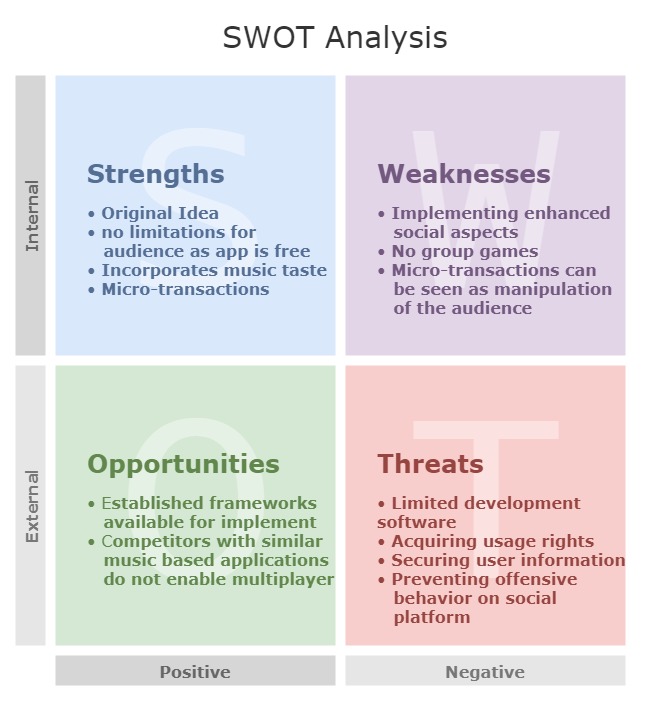 SWOT Analysis
Internal
S
Strengths
• Original Idea
• no limitations for
audience as app is free
• Incorporates music taste
• Micro-transactions
W
Weaknesses
• Implementing enhanced
social aspects
• No group games
• Micro-transactions can
be seen as manipulation
of the audience
External
O
Opportunities
• Established frameworks
available for implement
• Competitors with similar
music based applications
do not enable multiplayer
T
Threats
• Limited development
software
• Acquiring usage rights
• Securing user information
• Preventing offensive
behavior on social
platform
Positive
Negative